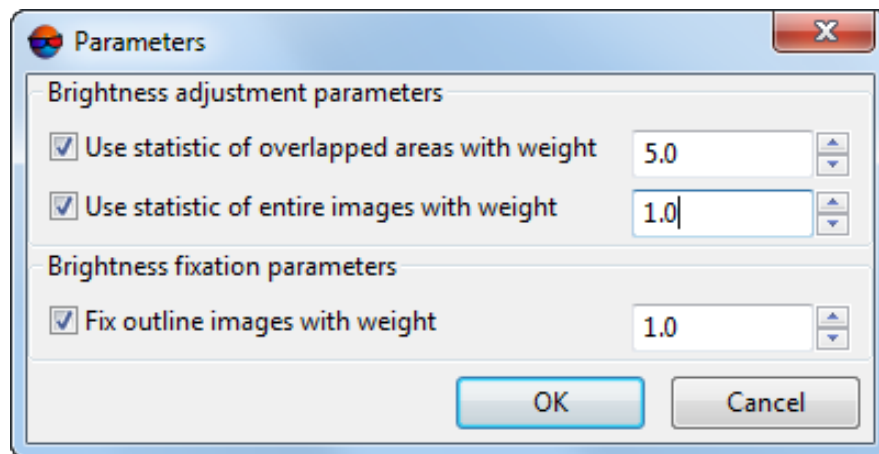 Parameters
Brightness adjustment parameters
Use statistic of overlapped areas with weight 5.0
Use statistic of entire images with weight 1.0
Brightness fixation parameters
Fix outline images with weight 1.0
OK Cancel